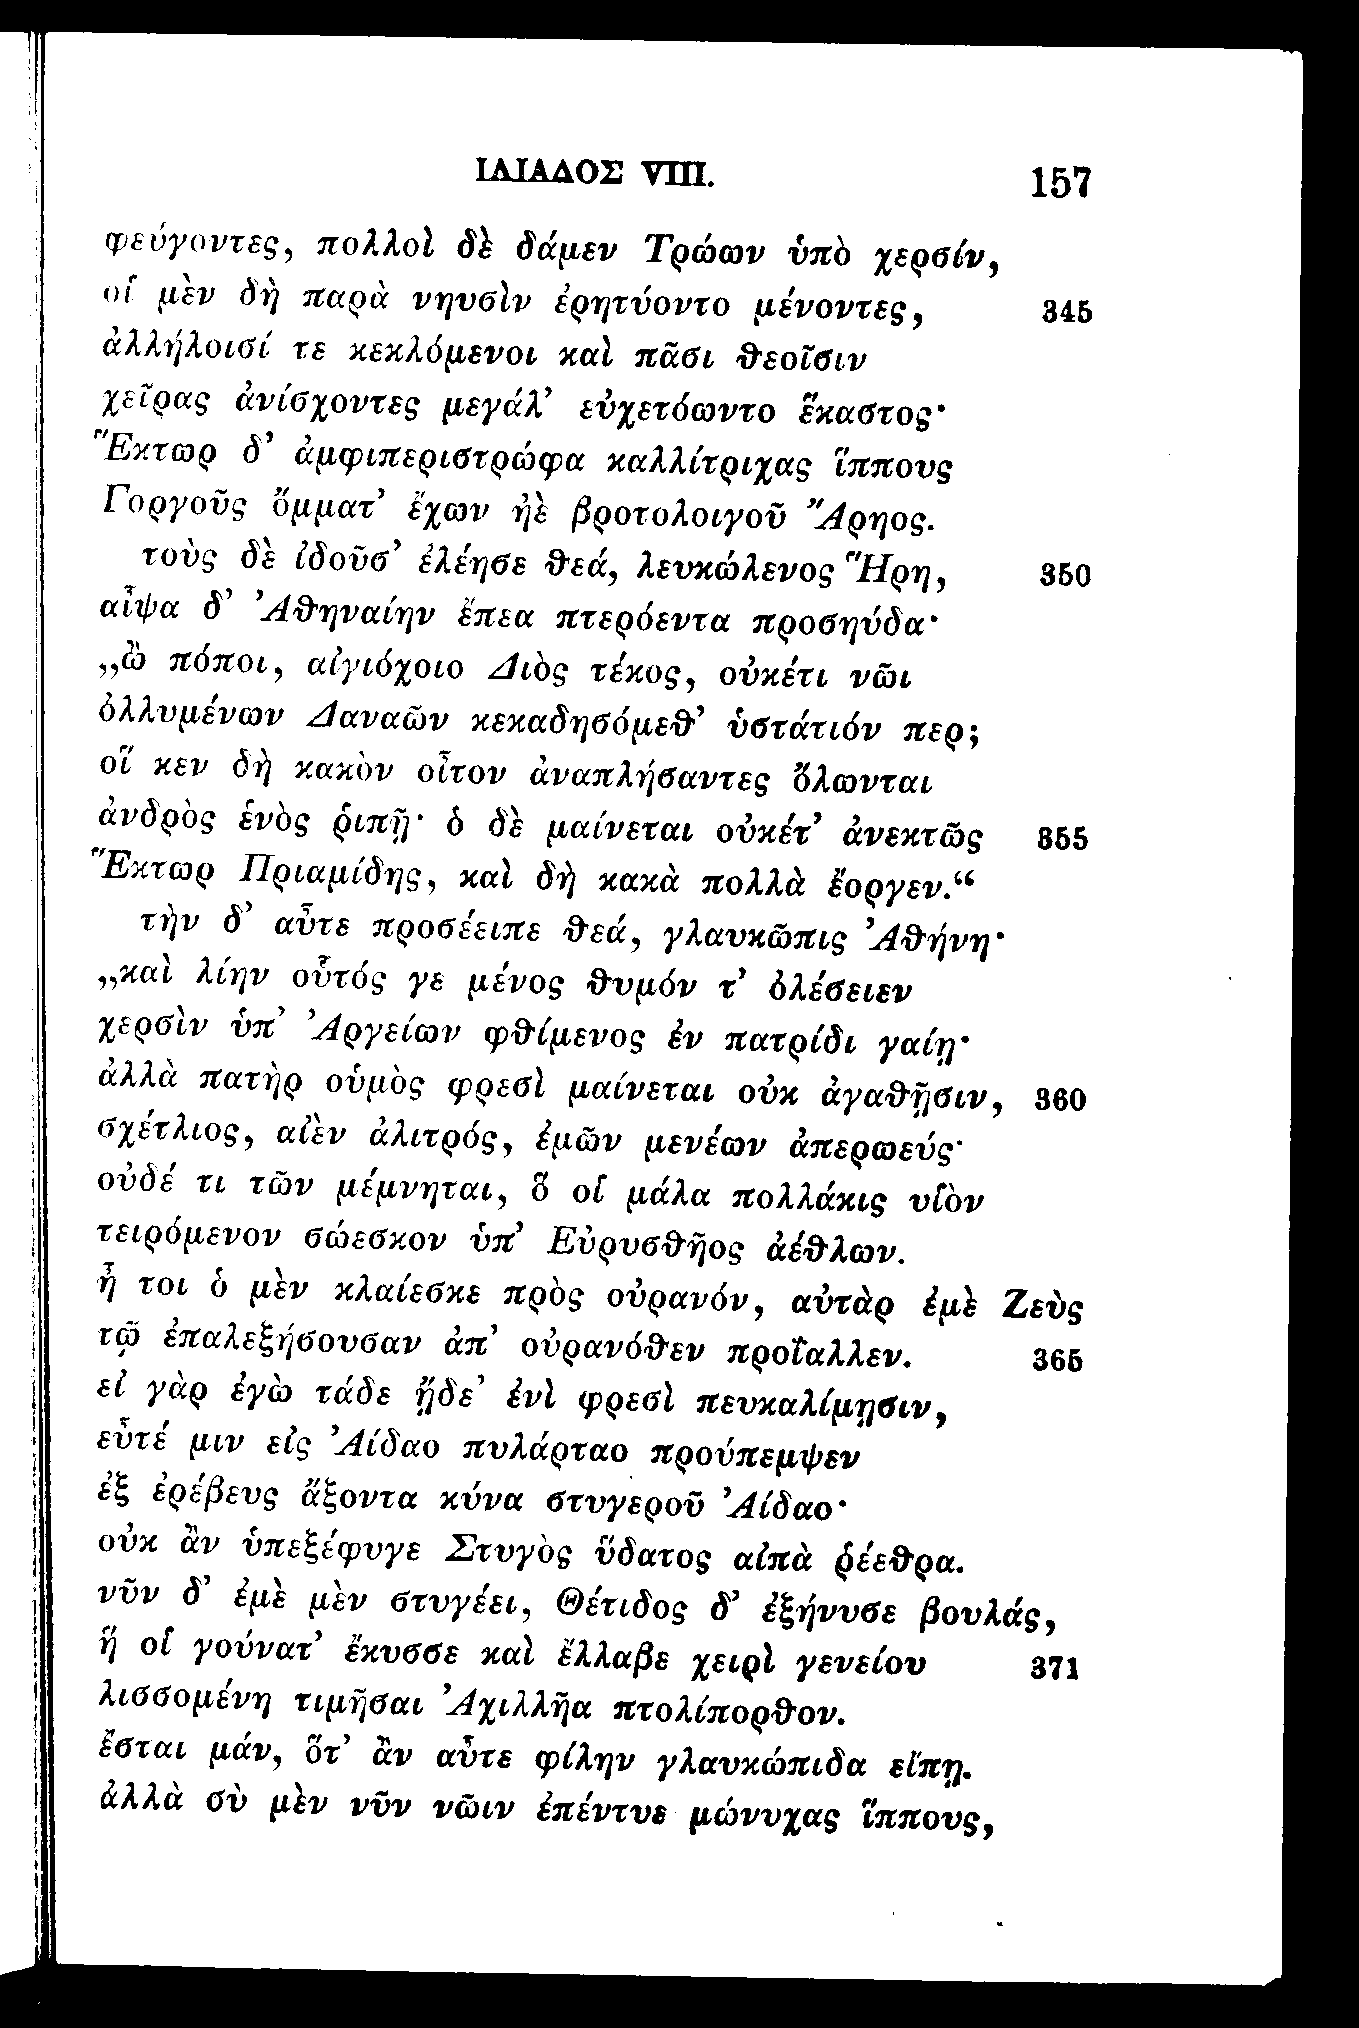 ΙΛΙΑΔΟΣ VIII. 157
φεύγοντες, πολλοὶ δὲ δάμεν Τρώων ὑπὸ χερσίν,
οἱ μὲν δὴ παρὰ νηυσὶν ἐρητύοντο μένοντες, 345
ἀλλήλοισί τε κεκλόμενοι καὶ πᾶσι θεοῖσιν
χεῖρας ἀνίσχοντες μεγάλ’ εὐχετόωντο ἕκαστος·
Ἕκτωρ δ’ ἀμφιπεριστρώφα καλλίτριχας ἵππους
Γοργοῦς ὄμματ’ ἔχων ἠὲ βροτολοιγοῦ Ἄρηος.
τοὺς δὲ ἰδοῦσ’ ἐλέησε θεά, λευκώλενος Ἥρη, 350
αἶψα δ’ Ἀθηναίην ἔπεα πτερόεντα προσηύδα·
„ὢ πόποι, αἰγιόχοιο Διὸς τέκος, οὐκέτι νῶι
ὀλλυμένων Δαναῶν κεκαδησόμεθ’ ὑστάτιόν περ;
οἵ κεν δὴ κακὸν οἶτον ἀναπλήσαντες ὄλωνται
ἀνδρὸς ἑνὸς ῥιπῇ· ὁ δὲ μαίνεται οὐκέτ’ ἀνεκτῶς 355
Ἕκτωρ Πριαμίδης, καὶ δὴ κακὰ πολλὰ ἔοργεν.“
τὴν δ’ αὖτε προσέειπε θεά, γλαυκῶπις Ἀθήνη·
„καὶ λίην οὗτός γε μένος θυμόν τ’ ὀλέσειεν
χερσὶν ὑπ’ Ἀργείων φθίμενος ἐν πατρίδι γαίῃ·
ἀλλὰ πατὴρ οὑμὸς φρεσὶ μαίνεται οὐκ ἀγαθῇσιν, 360
σχέτλιος, αἰὲν ἀλιτρός, ἐμῶν μενέων ἀπερωεύς·
οὐδέ τι τῶν μέμνηται, ὅ οἱ μάλα πολλάκις υἱὸν
τειρόμενον σώεσκον ὑπ’ Εὐρυσθῆος ἀέθλων.
ἦ τοι ὁ μὲν κλαίεσκε πρὸς οὐρανόν, αὐτὰρ ἐμὲ Ζεὺς
τῷ ἐπαλεξήσουσαν ἀπ’ οὐρανόθεν προΐαλλεν. 365
εἰ γὰρ ἐγὼ τάδε ᾔδε’ ἐνὶ φρεσὶ πευκαλίμῃσιν,
εὖτέ μιν εἰς Ἀίδαο πυλάρταο προύπεμψεν
ἐξ ἐρέβευς ἄξοντα κύνα στυγεροῦ Ἀίδαο·
οὐκ ἂν ὑπεξέφυγε Στυγὸς ὕδατος αἰπὰ ῥέεθρα.
νῦν δ’ ἐμὲ μὲν στυγέει, Θέτιδος δ’ ἐξήνυσε βουλάς,
ἥ οἱ γούνατ’ ἔκυσσε καὶ ἔλλαβε χειρὶ γενείου 371
λισσομένη τιμῆσαι Ἀχιλλῆα πτολίπορθον.
ἔσται μάν, ὅτ’ ἂν αὖτε φίλην γλαυκώπιδα εἴπῃ.
ἀλλὰ σὺ μὲν νῦν νῶιν ἐπέντυε μώνυχας ἵππους,